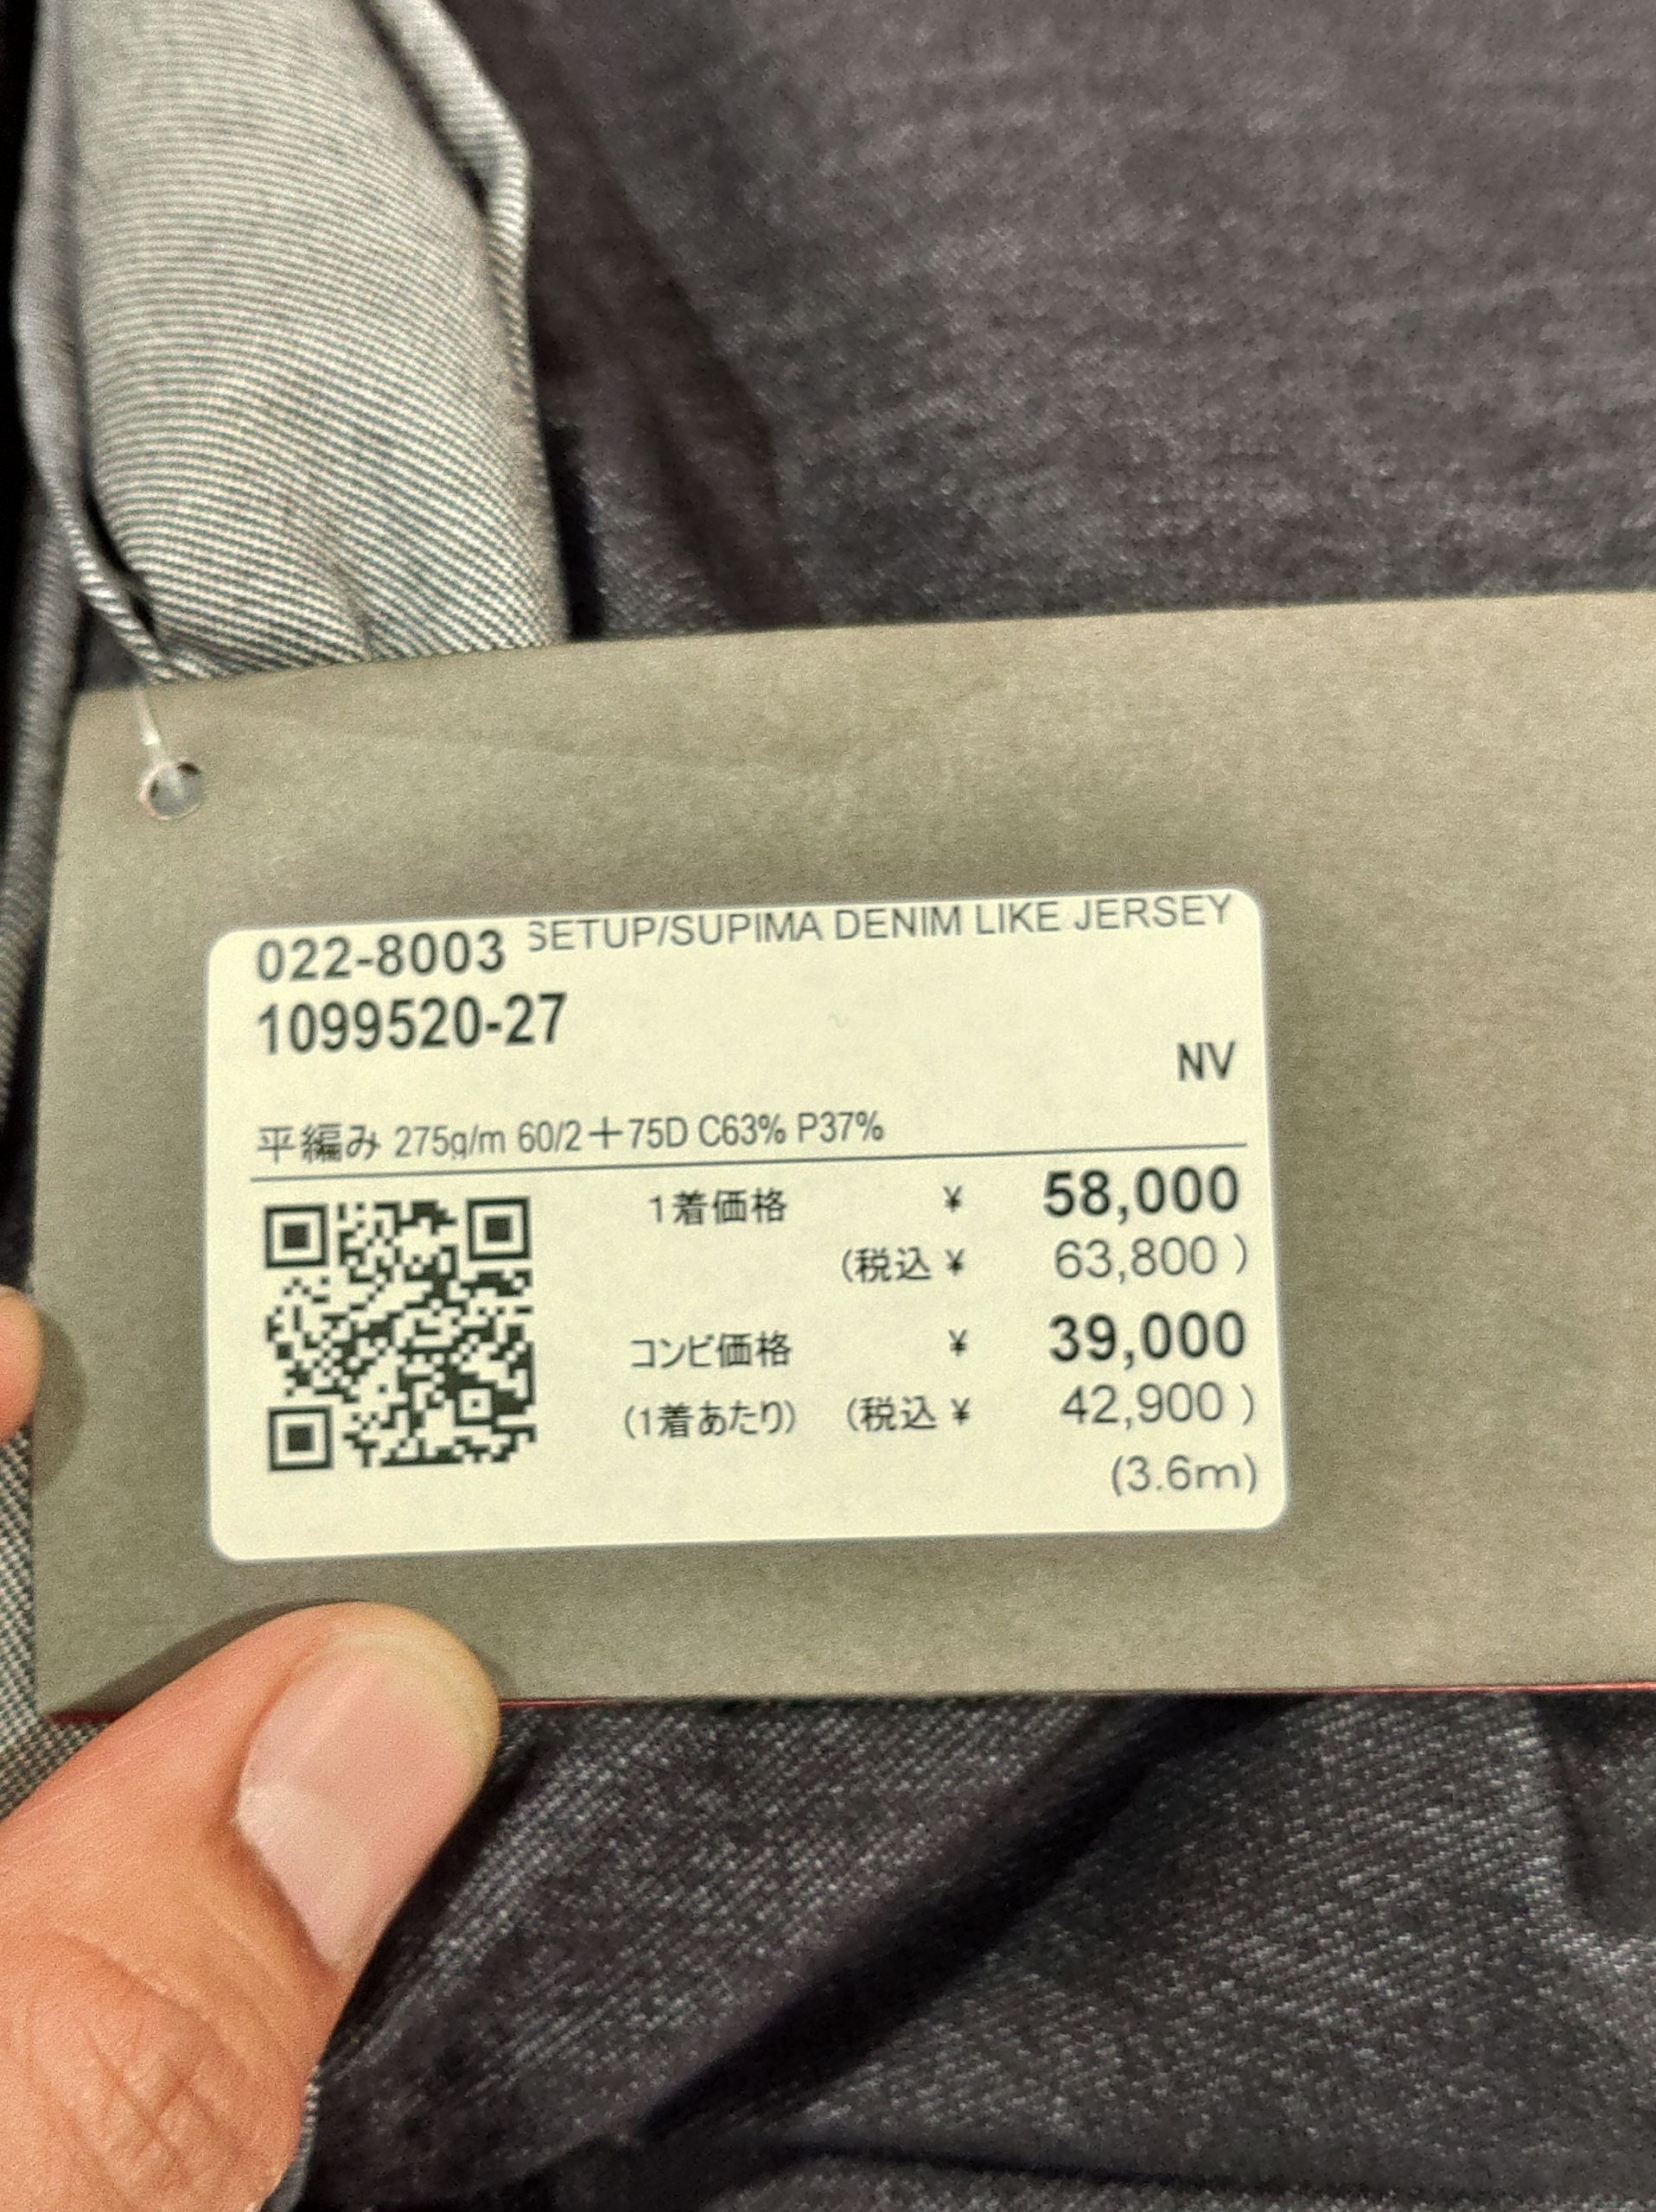 022-8003 SETUP/SUPIMA DENIM LIKE JERSEY
1099520-27
NV
平編み 275g/m 60/2＋75D C63% P37%
1着価格 ¥ 58,000
(税込 ¥ 63,800 )
コンビ価格 ¥ 39,000
(1着あたり) (税込 ¥ 42,900 )
(3.6m)